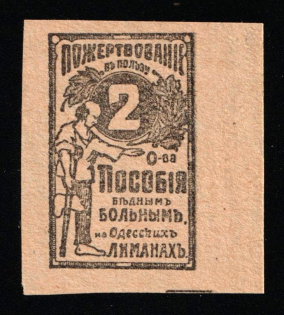 ПОЖЕРТВОВАНІЕ
въ пользу
2
О-ва
ПОСОБІЯ
БѢДНЫМЪ
БОЛЬНЫМЪ,
на Одесскихъ
ЛИМАНАХЪ.